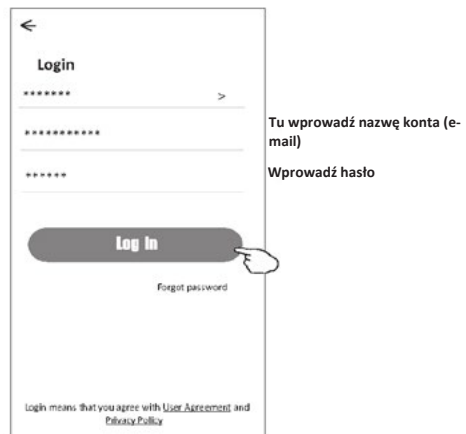 Login
*******
>
***********
Tu wprowadź nazwę konta (e-
mail)
******
Wprowadź hasło
Log In
Forgot password
Login means that you agree with User Agreement and
Privacy Policy